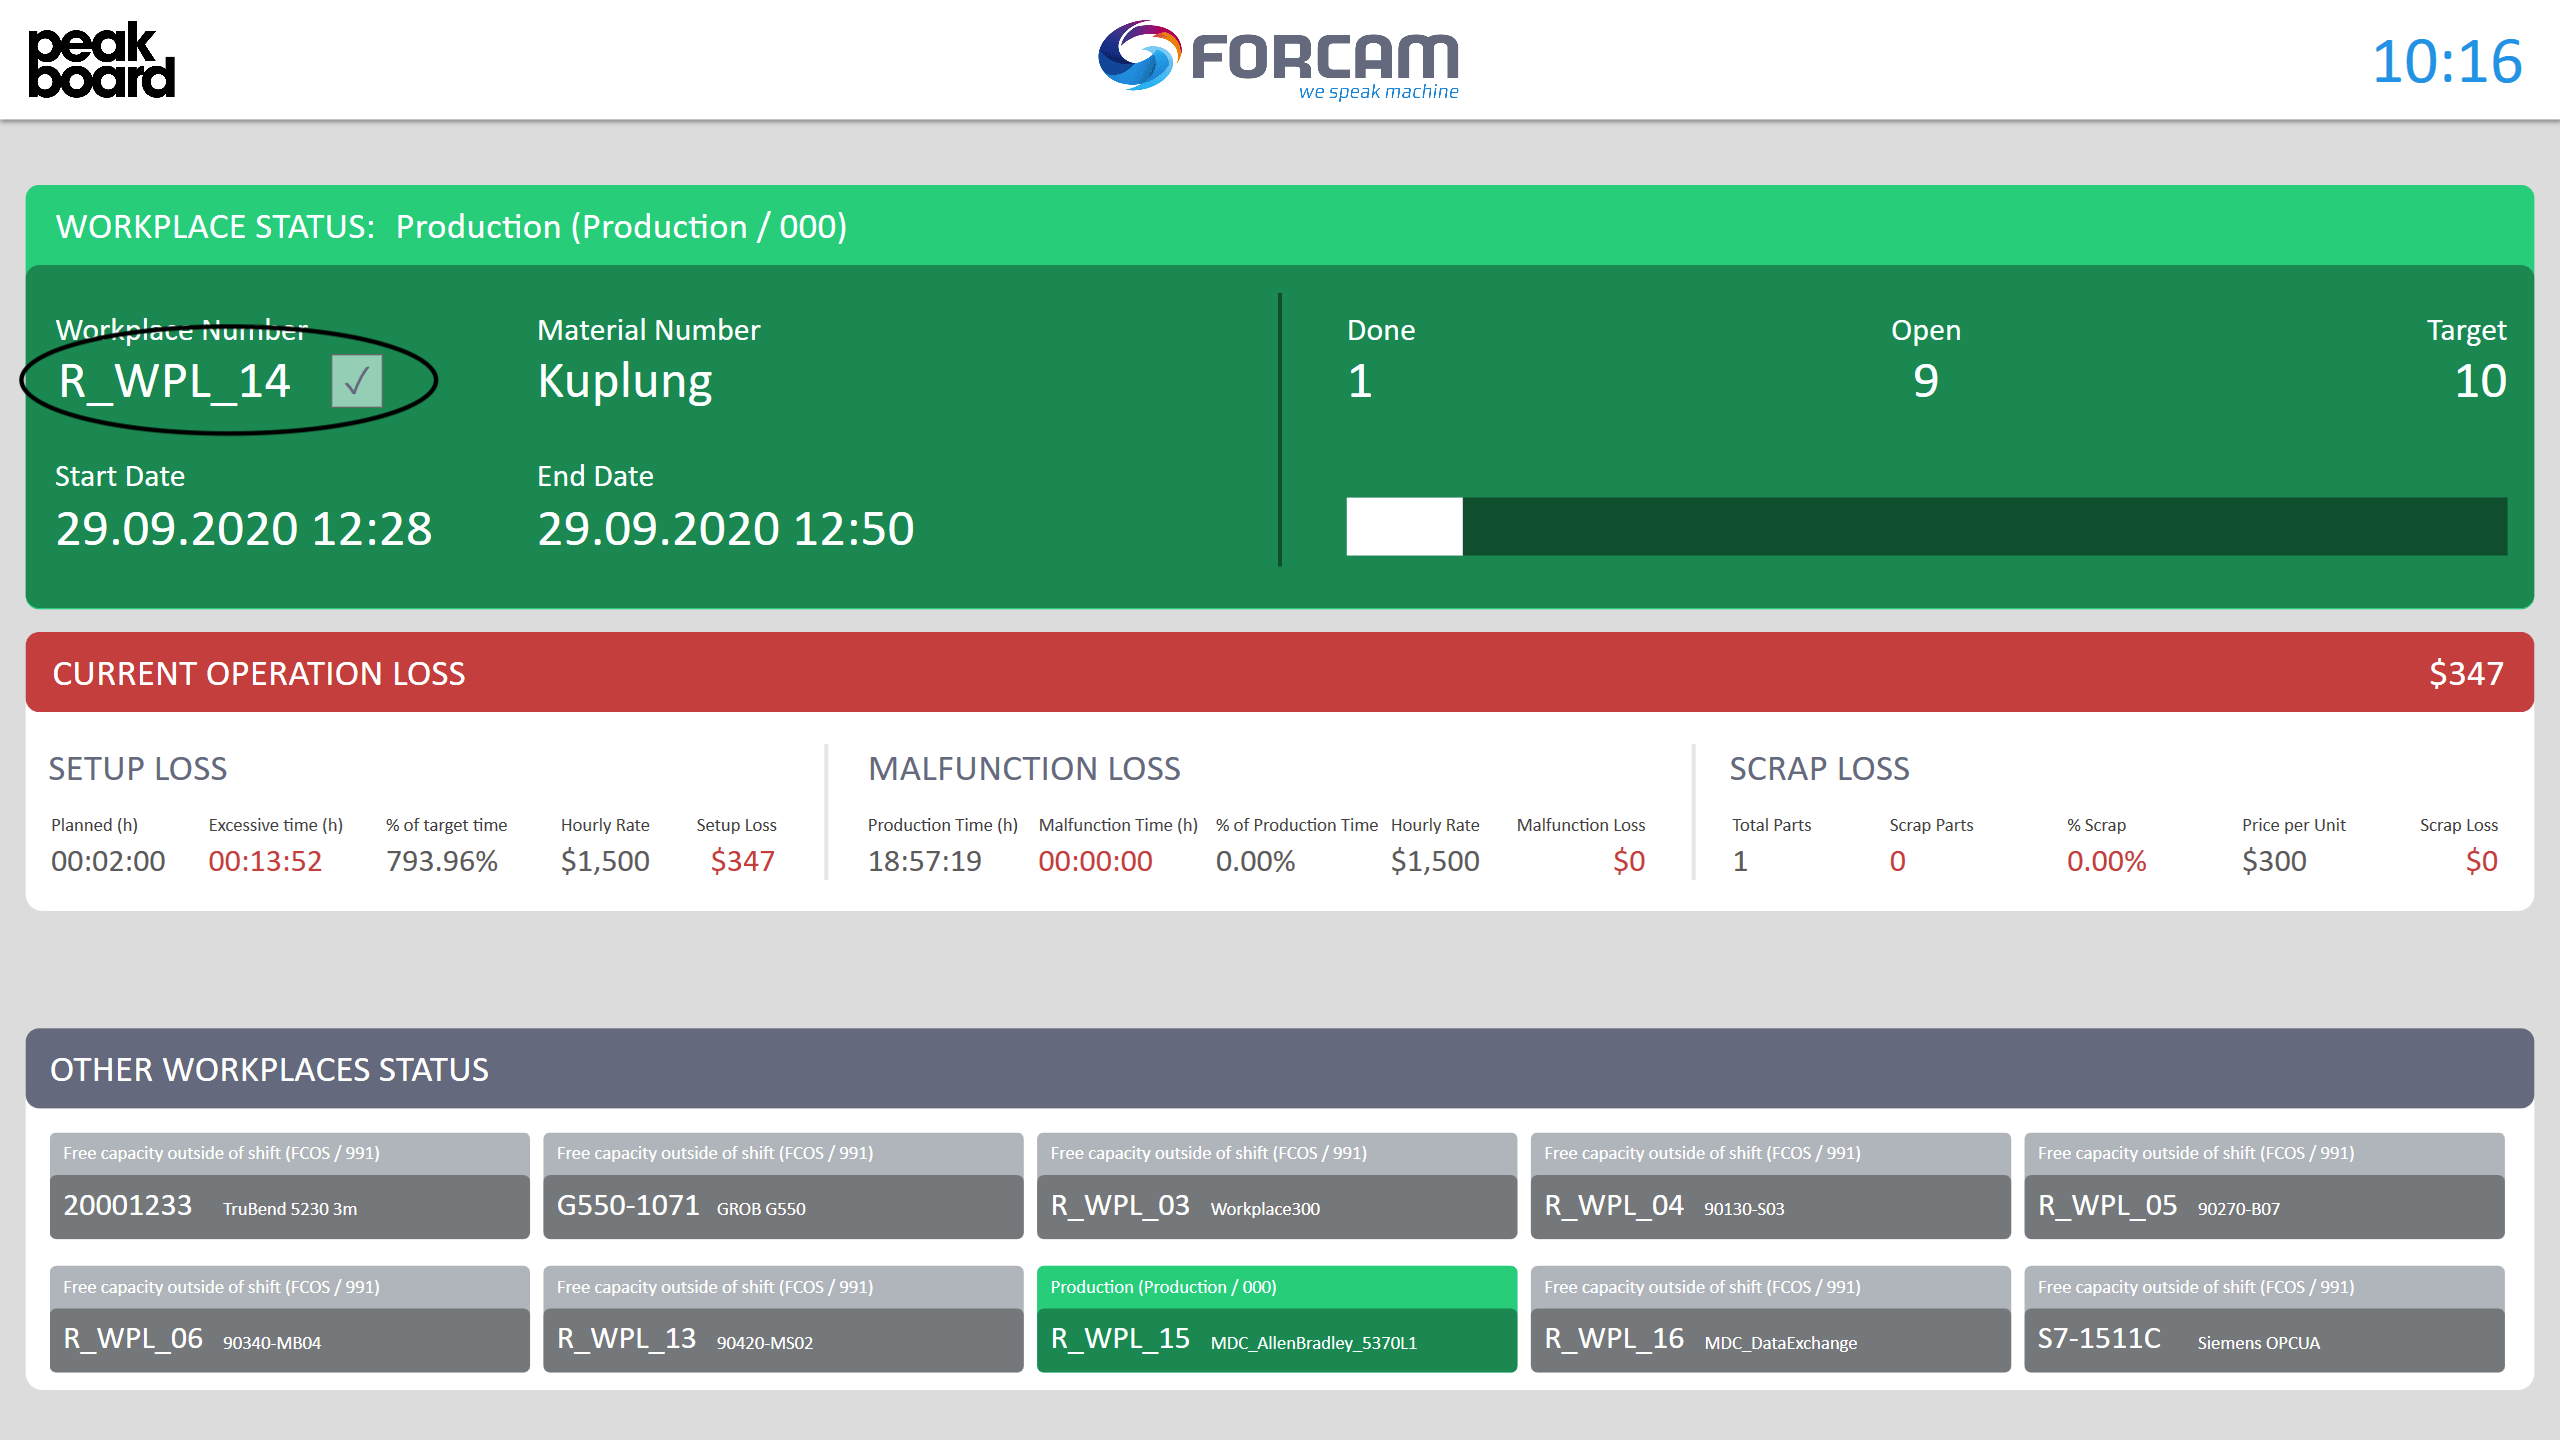 peak
board
FORCAM
we speak machine
10:16
WORKPLACE STATUS: Production (Production / 000)
Workplace Number
R_WPL_14 ✓
Material Number
Kuplung
Done
1
Open
9
Target
10
Start Date
29.09.2020 12:28
End Date
29.09.2020 12:50
CURRENT OPERATION LOSS $347
SETUP LOSS
Planned (h) Excessive time (h) % of target time Hourly Rate Setup Loss
00:02:00 00:13:52 793.96% $1,500 $347
MALFUNCTION LOSS
Production Time (h) Malfunction Time (h) % of Production Time Hourly Rate Malfunction Loss
18:57:19 00:00:00 0.00% $1,500 $0
SCRAP LOSS
Total Parts Scrap Parts % Scrap Price per Unit Scrap Loss
1 0 0.00% $300 $0
OTHER WORKPLACES STATUS
Free capacity outside of shift (FCOS / 991)
20001233 TruBend 5230 3m
Free capacity outside of shift (FCOS / 991)
G550-1071 GROB G550
Free capacity outside of shift (FCOS / 991)
R_WPL_03 Workplace300
Free capacity outside of shift (FCOS / 991)
R_WPL_04 90130-S03
Free capacity outside of shift (FCOS / 991)
R_WPL_05 90270-B07
Free capacity outside of shift (FCOS / 991)
R_WPL_06 90340-MB04
Free capacity outside of shift (FCOS / 991)
R_WPL_13 90420-MS02
Production (Production / 000)
R_WPL_15 MDC_AllenBradley_5370L1
Free capacity outside of shift (FCOS / 991)
R_WPL_16 MDC_DataExchange
Free capacity outside of shift (FCOS / 991)
S7-1511C Siemens OPCUA